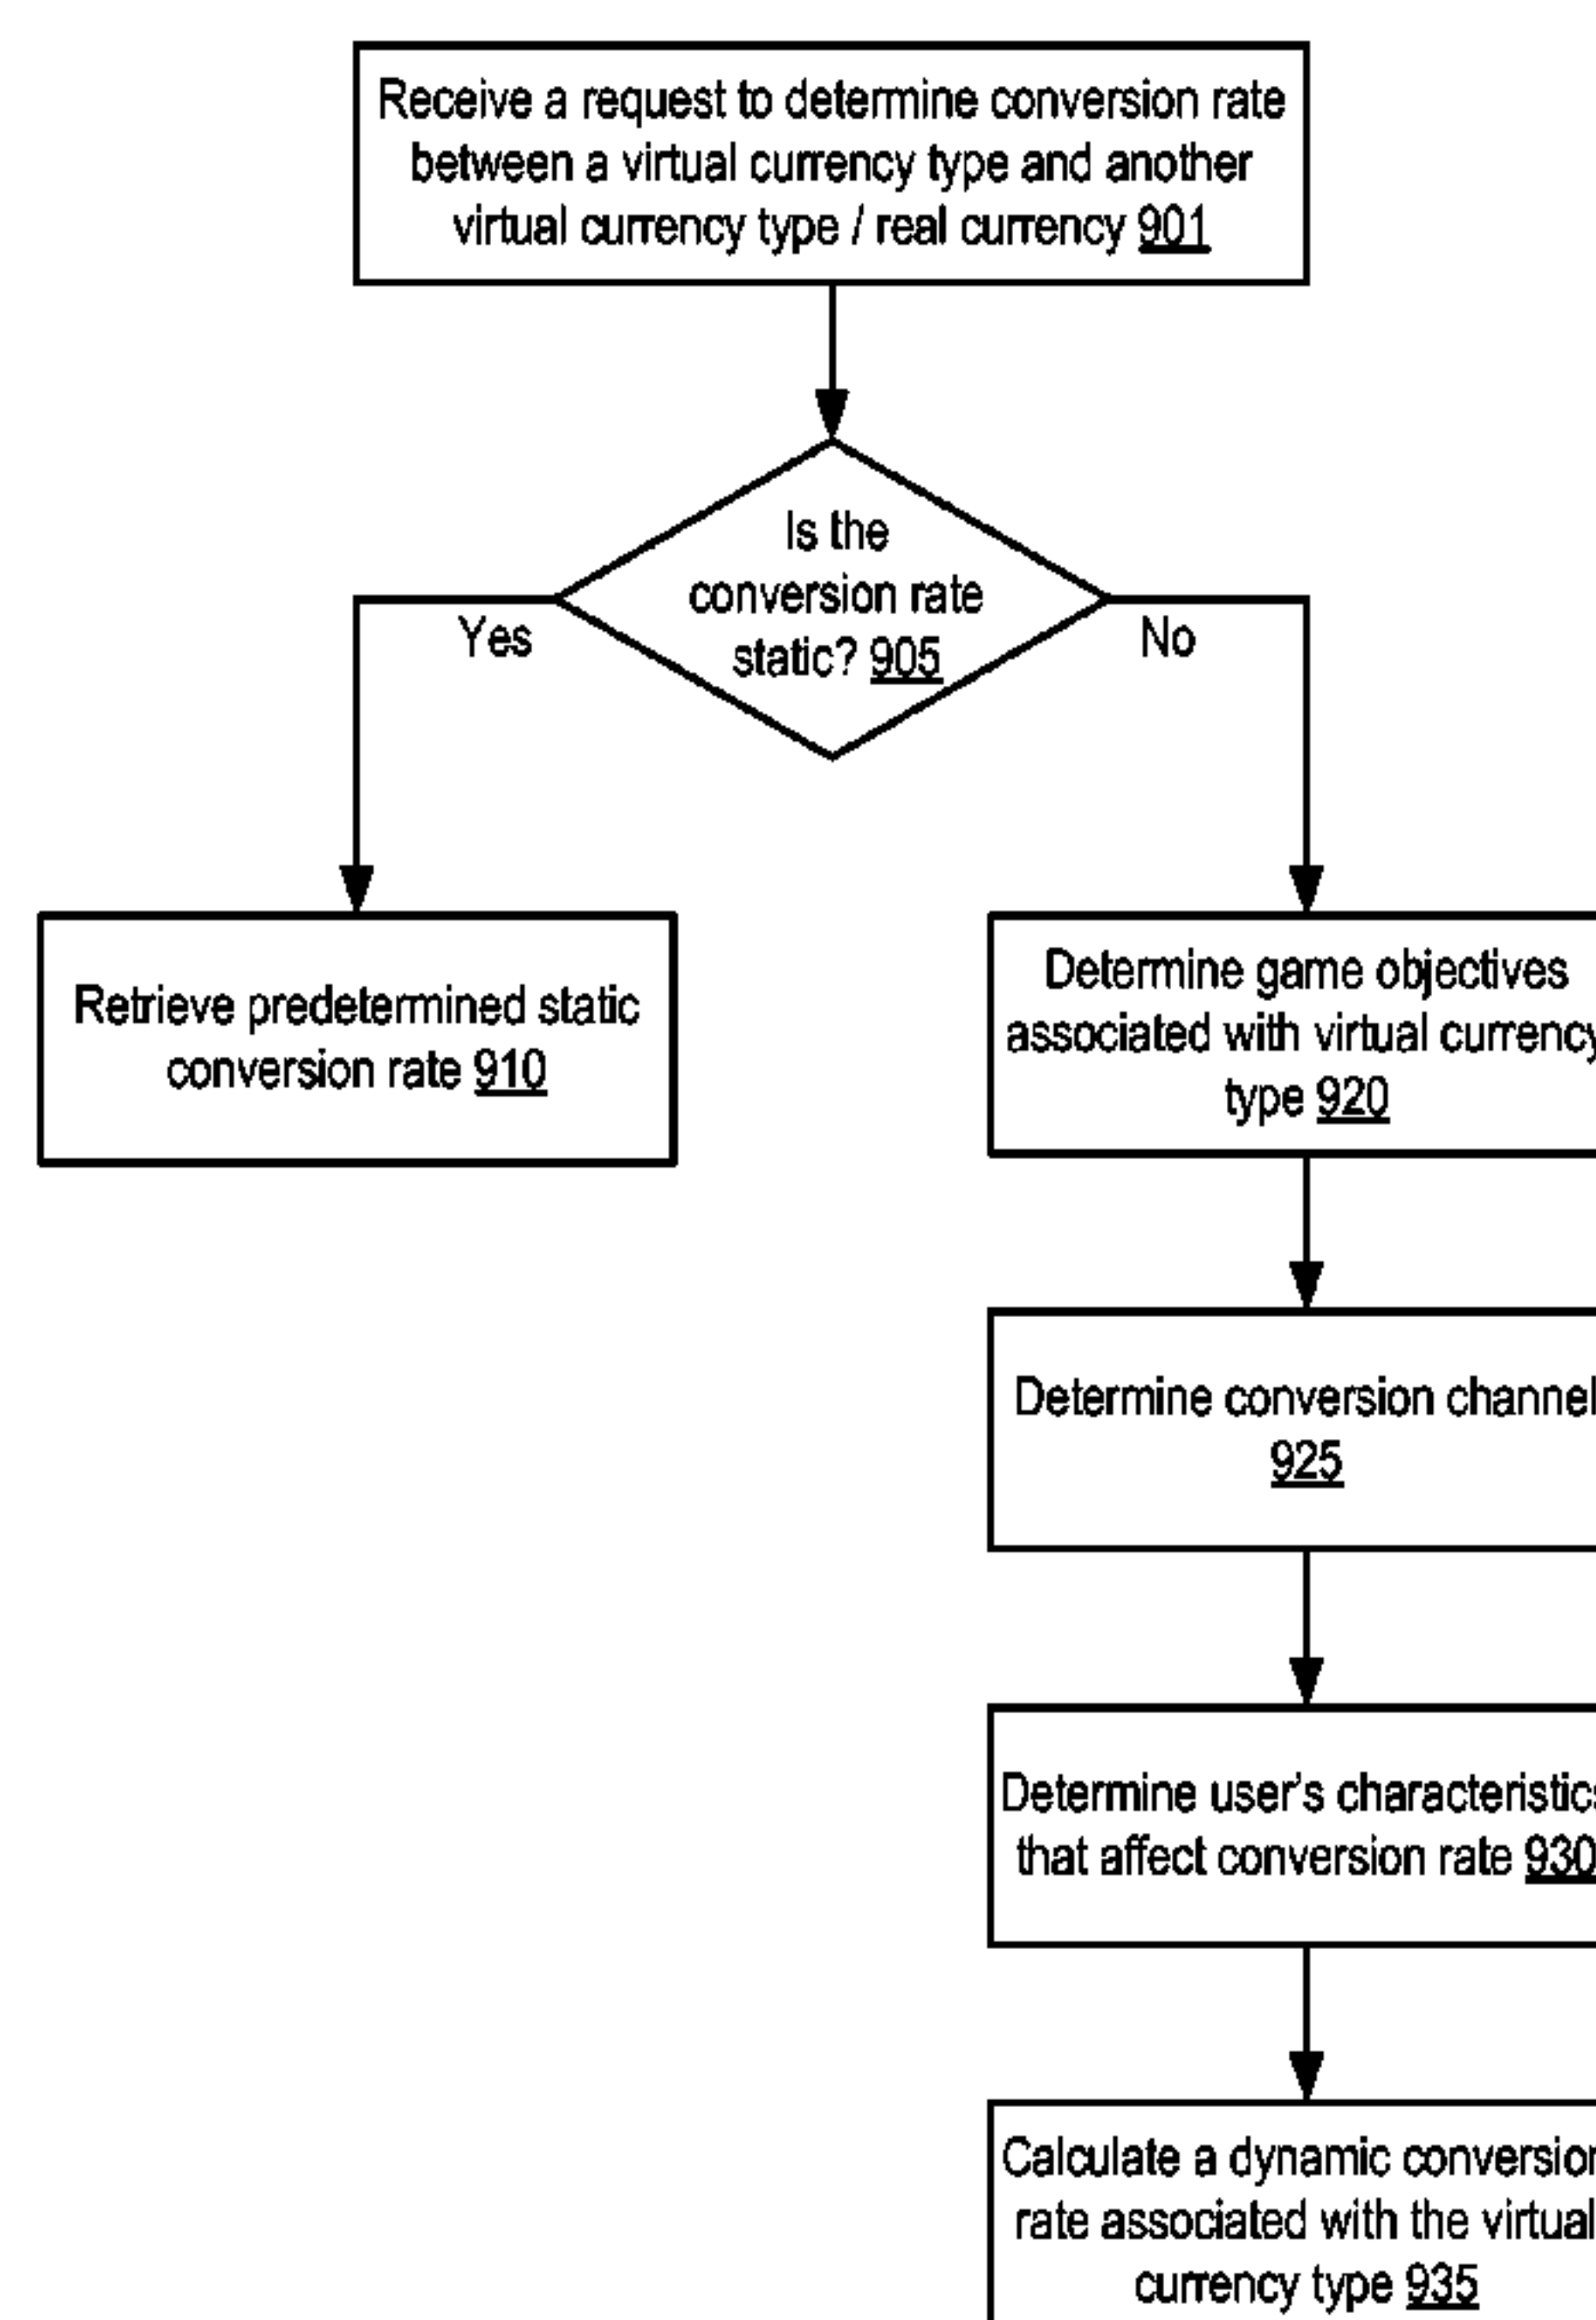 Receive a request to determine conversion rate
between a virtual currency type and another
virtual currency type / real currency 901
Is the
conversion rate
static? 905
Yes
No
Retrieve predetermined static
conversion rate 910
Determine game objectives
associated with virtual currency
type 920
Determine conversion channel
925
Determine user's characteristics
that affect conversion rate 930
Calculate a dynamic conversion
rate associated with the virtual
currency type 935